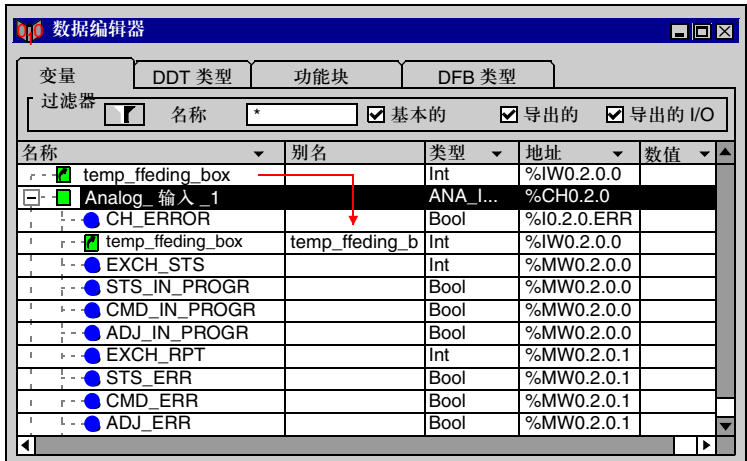 数据编辑器
变量 DDT 类型 功能块 DFB 类型
过滤器 名称 * 基本的 导出的 导出的 I/O
名称 别名 类型 地址 数值
temp_ffeding_box Int %IW0.2.0.0
Analog_ 输入 _1 ANA_I... %CH0.2.0
CH_ERROR Bool %I0.2.0.ERR
temp_ffeding_box temp_ffeding_b Int %IW0.2.0.0
EXCH_STS Int %MW0.2.0.0
STS_IN_PROGR Bool %MW0.2.0.0
CMD_IN_PROGR Bool %MW0.2.0.0
ADJ_IN_PROGR Bool %MW0.2.0.0
EXCH_RPT Int %MW0.2.0.1
STS_ERR Bool %MW0.2.0.1
CMD_ERR Bool %MW0.2.0.1
ADJ_ERR Bool %MW0.2.0.1